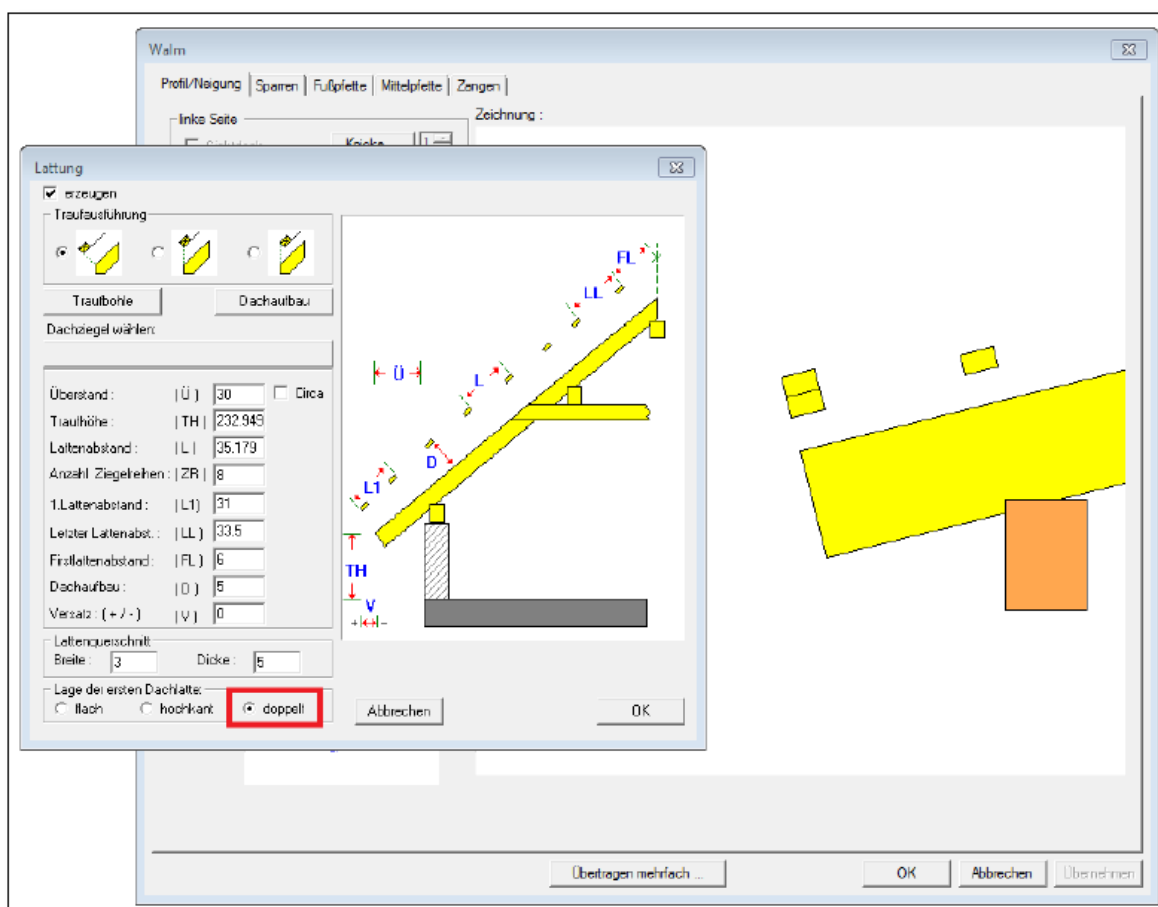 Walm
Profil/Neigung Sparren Fußpfette Mittelpfette Zangen
linke Seite
Zeichnung :
Knicke
Lattung
erzeugen
Traufausführung
Traufbohle Dachaufbau
Dachziegel wählen:
Überstand : | Ü ) 30 Circa
Traufhöhe : | TH | 232.949
Lattenabstand : | L | 35.179
Anzahl Ziegelreihen : | ZR | 8
1.Lattenabstand : | L1) 31
Letzter Lattenabst. : | LL ) 33.5
Firstlattenabstand : | FL ) 6
Dachaufbau : | D ) 5
Versatz : ( + / - ) | V ) 0
Lattenquerschnitt
Breite : 3 Dicke : 5
Lage der ersten Dachlatte:
flach hochkant doppelt
FL
LL
Ü
L
D
L1
TH
V
+ -
Abbrechen OK
Übertragen mehrfach ... OK Abbrechen Übernehmen